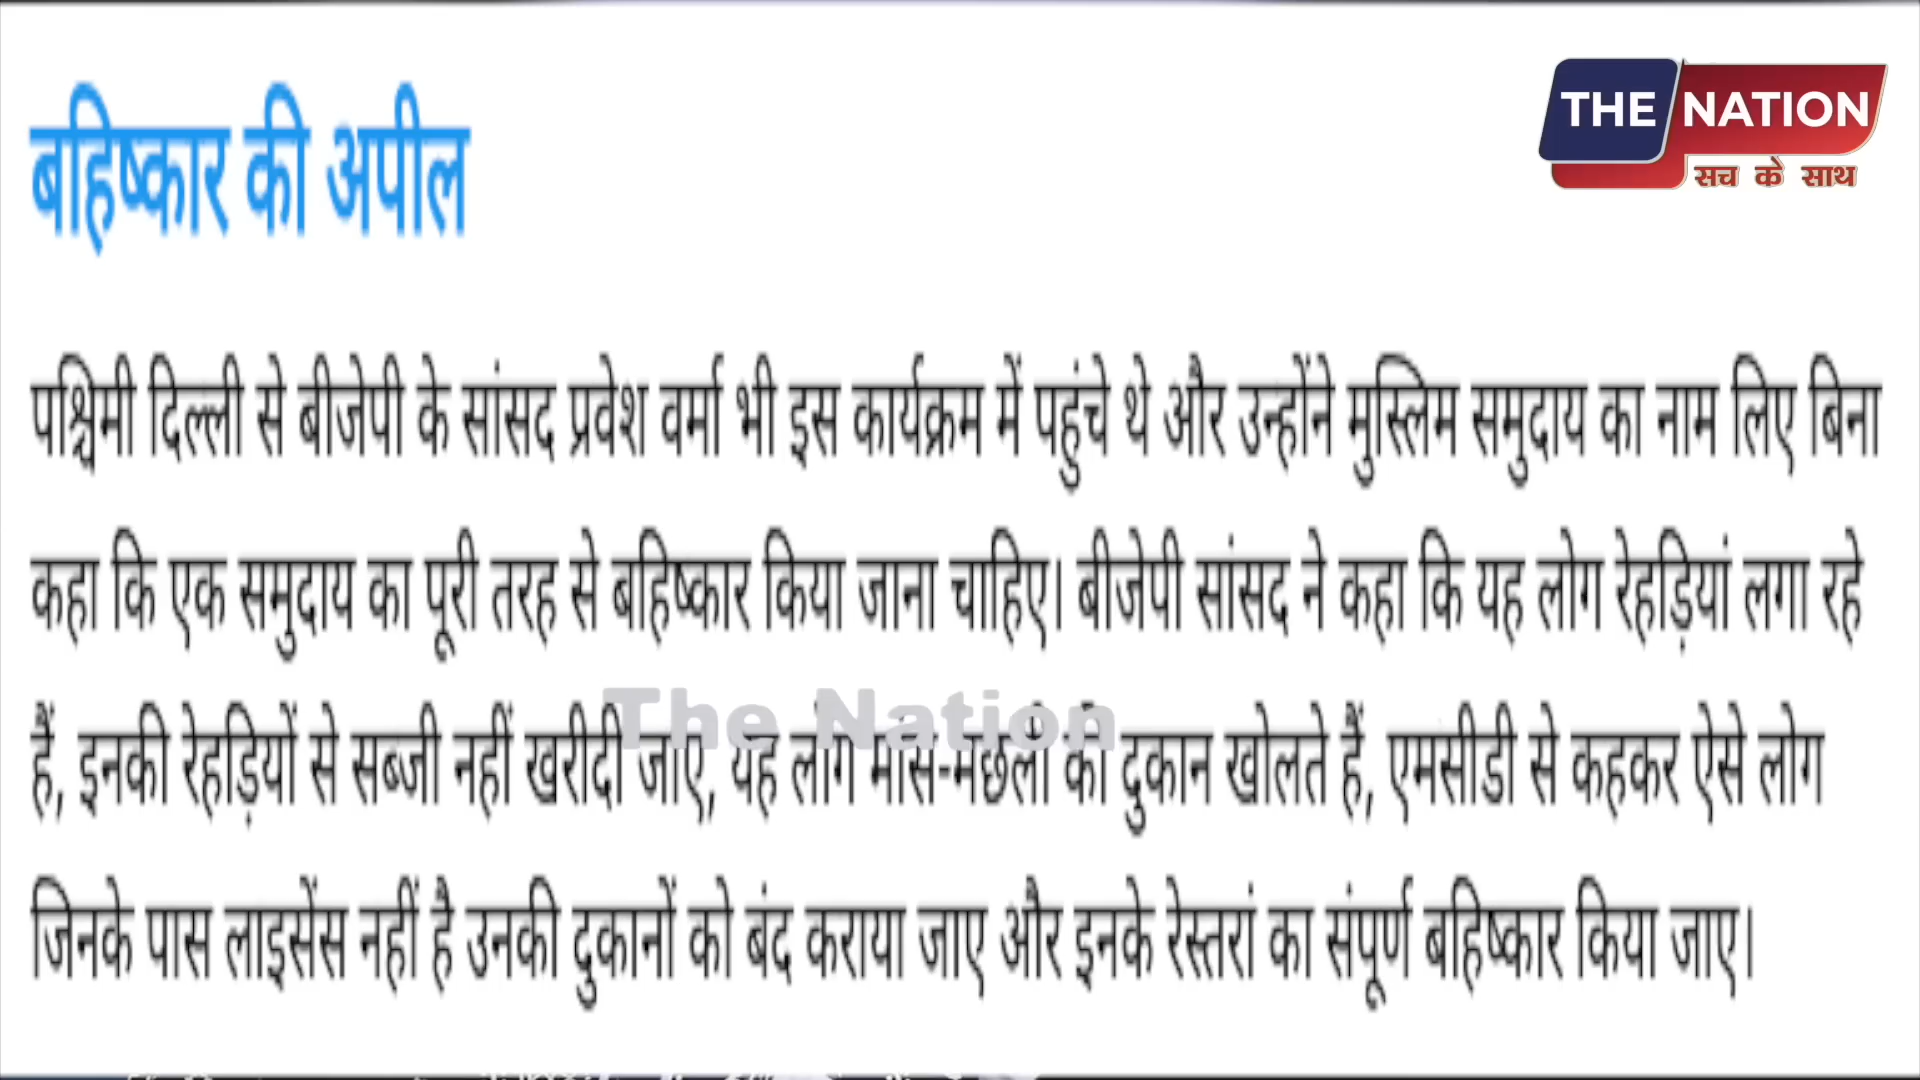 THE NATION
सच के साथ
बहिष्कार की अपील
पश्चिमी दिल्ली से बीजेपी के सांसद प्रवेश वर्मा भी इस कार्यक्रम में पहुंचे थे और उन्होंने मुस्लिम समुदाय का नाम लिए बिना
कहा कि एक समुदाय का पूरी तरह से बहिष्कार किया जाना चाहिए। बीजेपी सांसद ने कहा कि यह लोग रेहड़ियां लगा रहे
हैं, इनकी रेहड़ियों से सब्जी नहीं खरीदी जाए, यह लोग मांस-मछली की दुकान खोलते हैं, एमसीडी से कहकर ऐसे लोग
The Nation
जिनके पास लाइसेंस नहीं है उनकी दुकानों को बंद कराया जाए और इनके रेस्तरां का संपूर्ण बहिष्कार किया जाए।